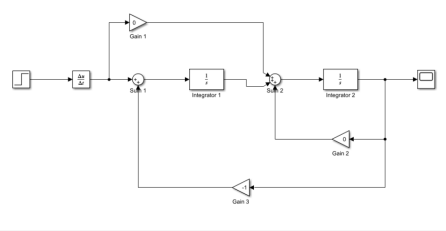 0
Gain 1
Δu
Δt
Sum 1
1
s
Integrator 1
Sum 2
1
s
Integrator 2
0
Gain 2
-1
Gain 3